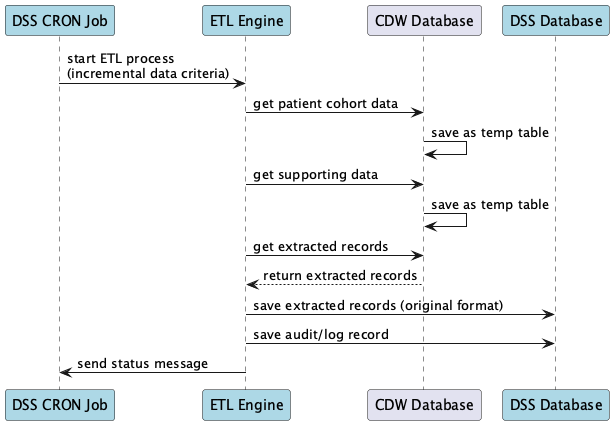 DSS CRON Job
ETL Engine
CDW Database
DSS Database
start ETL process
(incremental data criteria)
get patient cohort data
save as temp table
get supporting data
save as temp table
get extracted records
return extracted records
save extracted records (original format)
save audit/log record
send status message
DSS CRON Job
ETL Engine
CDW Database
DSS Database